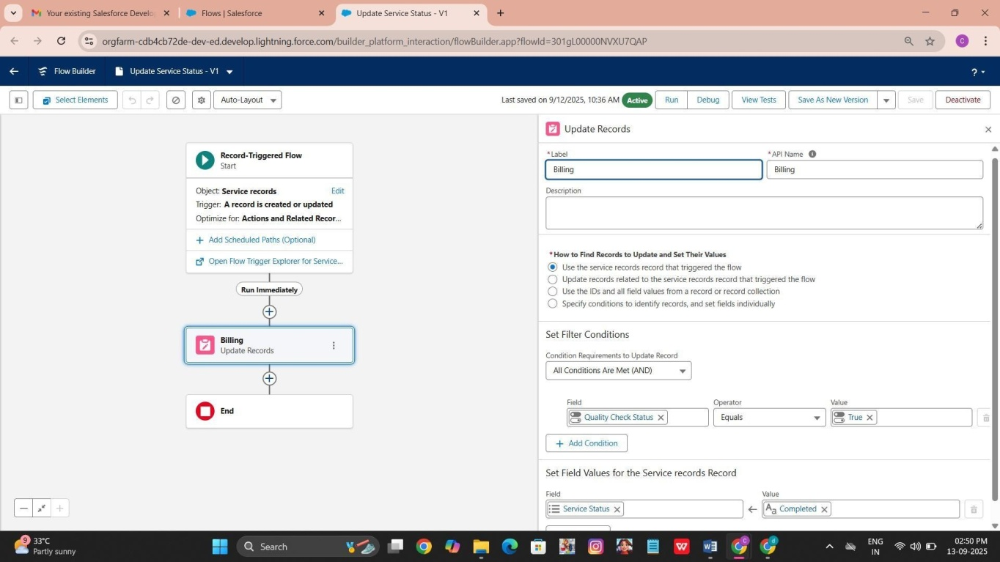 Your existing Salesforce Develo
Flows | Salesforce
Update Service Status - V1
orgfarm-cdb4cb72de-dev-ed.develop.lightning.force.com/builder_platform_interaction/flowBuilder.app?flowId=301gL00000NVXU7QAP
C
Flow Builder
Update Service Status - V1
?
Select Elements
Auto-Layout
Last saved on 9/12/2025, 10:36 AM
Active
Run
Debug
View Tests
Save As New Version
Save
Deactivate
Record-Triggered Flow
Start
Object: Service records
Edit
Trigger: A record is created or updated
Optimize for: Actions and Related Recor...
+ Add Scheduled Paths (Optional)
Open Flow Trigger Explorer for Service...
Run Immediately
Billing
Update Records
End
Update Records
* Label
Billing
* API Name
Billing
Description
* How to Find Records to Update and Set Their Values
Use the service records record that triggered the flow
Update records related to the service records record that triggered the flow
Use the IDs and all field values from a record or record collection
Specify conditions to identify records, and set fields individually
Set Filter Conditions
Condition Requirements to Update Record
All Conditions Are Met (AND)
Field
Operator
Value
Quality Check Status
Equals
True
+ Add Condition
Set Field Values for the Service records Record
Field
Value
Service Status
Aa Completed
9
33°C
Partly sunny
Search
ENG
IN
02:50 PM
13-09-2025